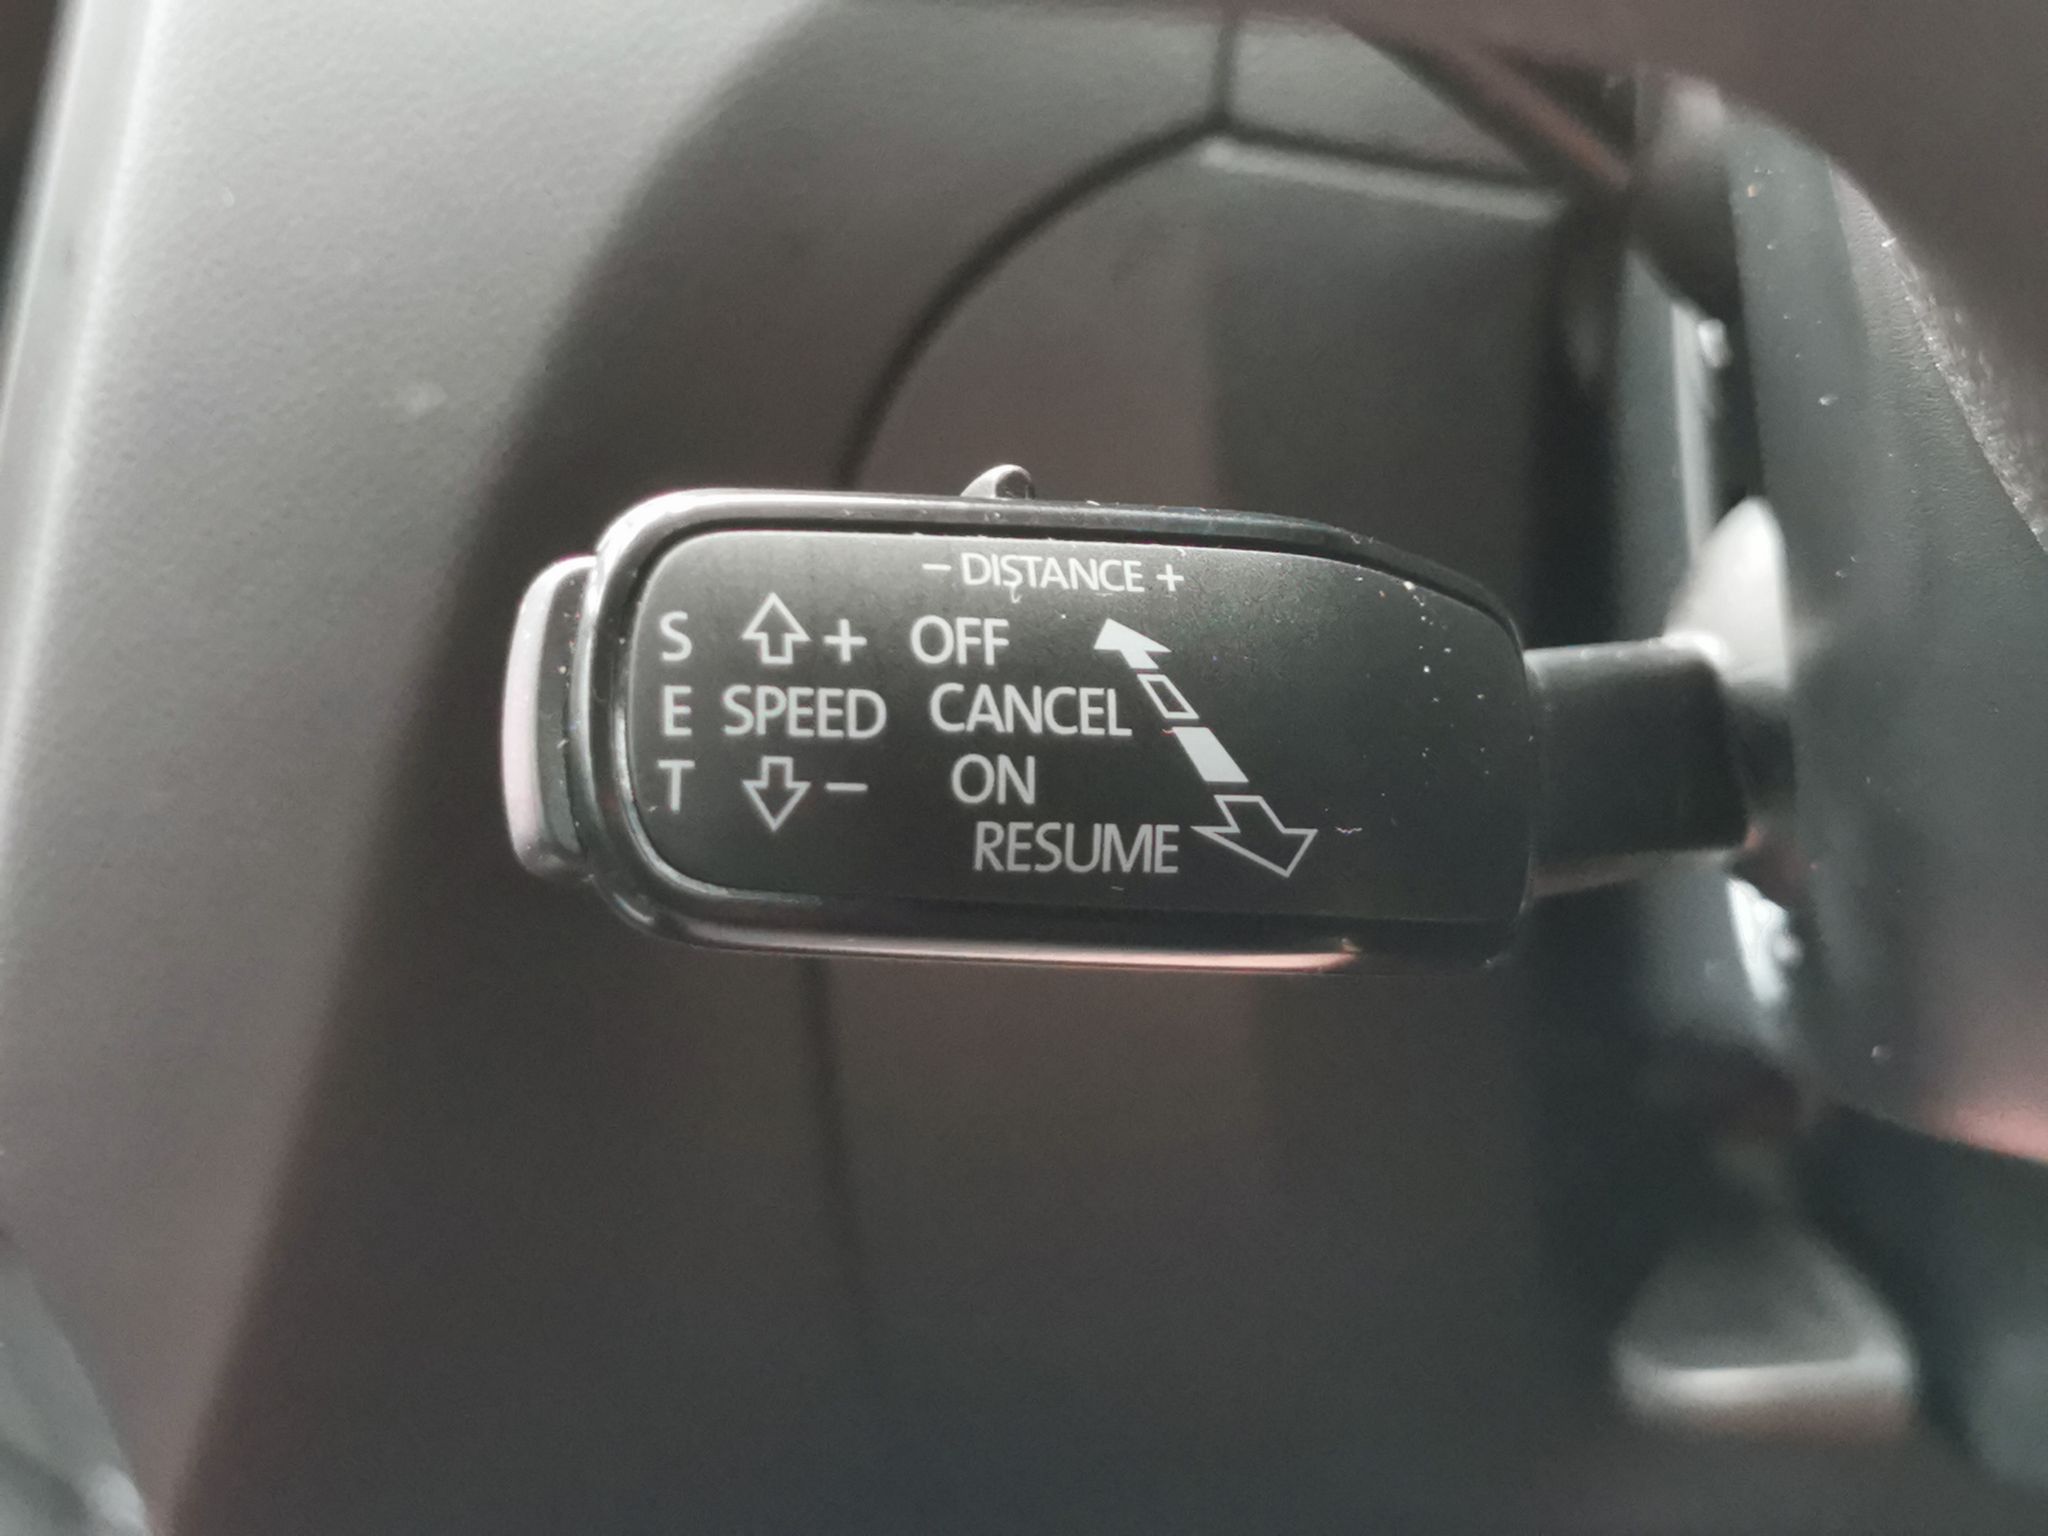 - DISTANCE +
S + OFF
E SPEED CANCEL
T - ON
RESUME